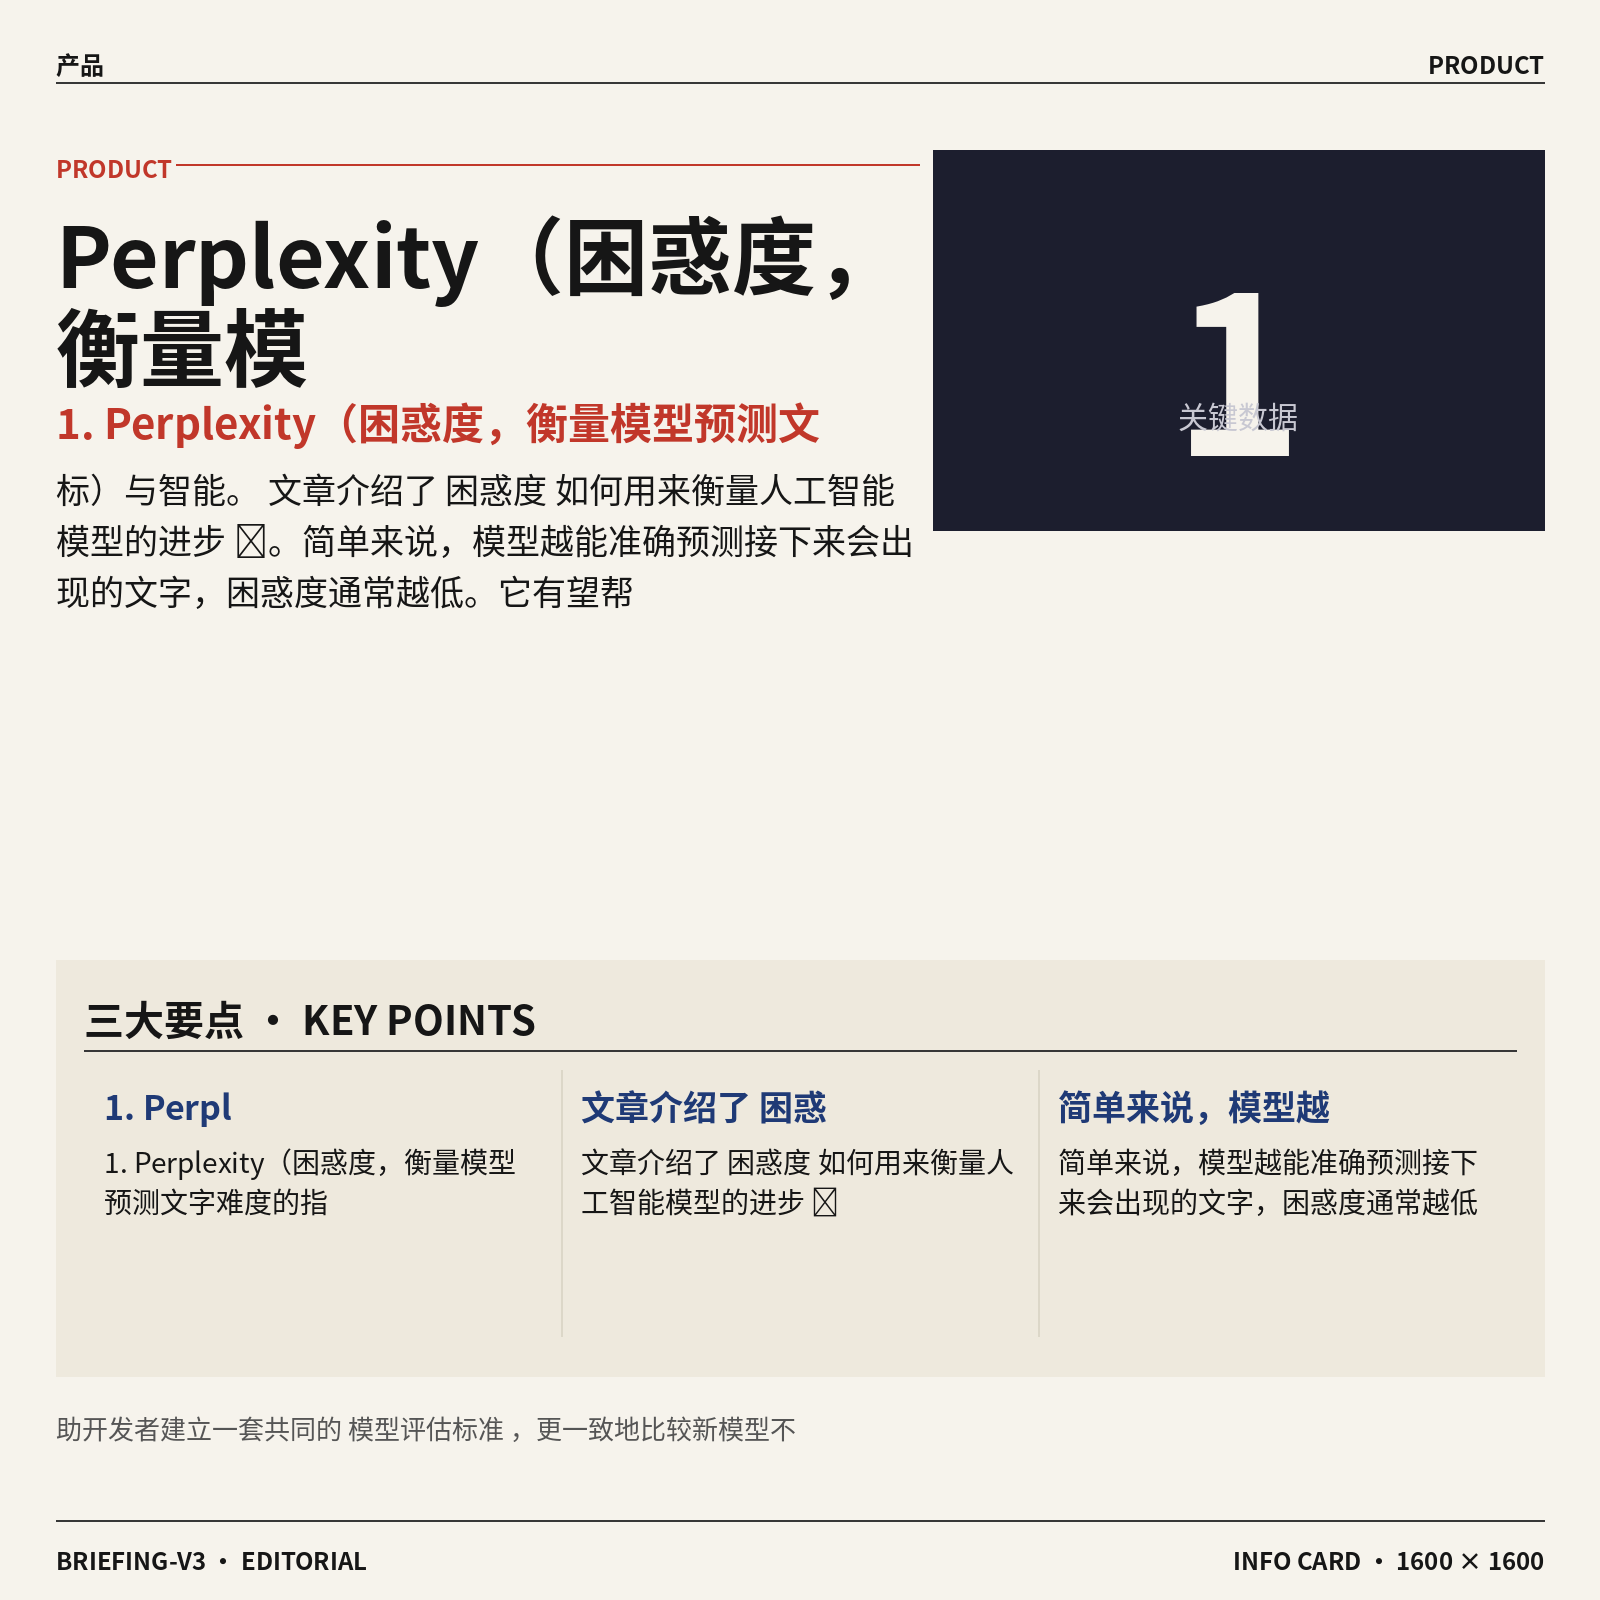 产品
PRODUCT
PRODUCT
Perplexity（困惑度，
衡量模
1. Perplexity（困惑度，衡量模型预测文
标）与智能。 文章介绍了 困惑度 如何用来衡量人工智能
模型的进步 。简单来说，模型越能准确预测接下来会出
现的文字，困惑度通常越低。它有望帮
1
关键数据
三大要点 · KEY POINTS
1. Perpl
1. Perplexity（困惑度，衡量模型
预测文字难度的指
文章介绍了 困惑
文章介绍了 困惑度 如何用来衡量人
工智能模型的进步
简单来说，模型越
简单来说，模型越能准确预测接下
来会出现的文字，困惑度通常越低
助开发者建立一套共同的 模型评估标准 ，更一致地比较新模型不
BRIEFING-V3 · EDITORIAL
INFO CARD · 1600 × 1600